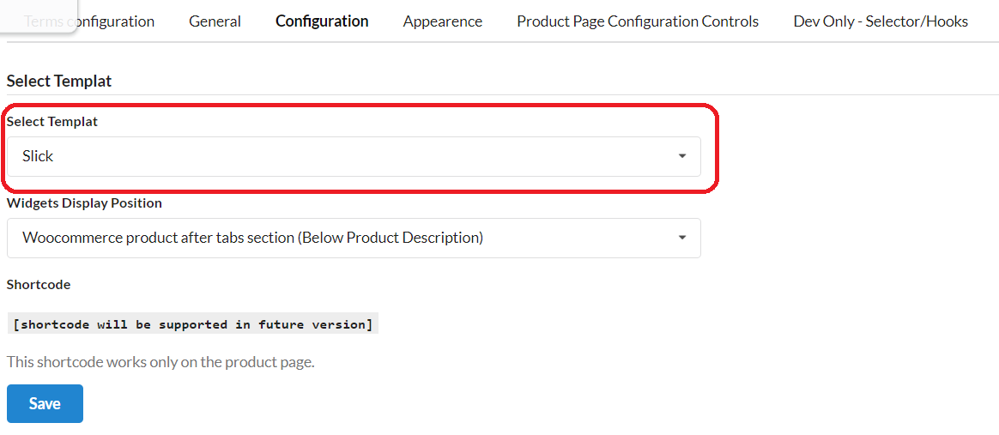 Terms configuration General Configuration Appearence Product Page Configuration Controls Dev Only - Selector/Hooks
Select Templat
Select Templat
Slick
Widgets Display Position
Woocommerce product after tabs section (Below Product Description)
Shortcode
[shortcode will be supported in future version]
This shortcode works only on the product page.
Save